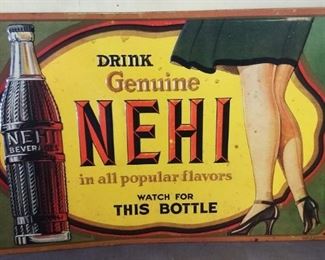 DRINK
Genuine
NEHI
in all popular flavors
WATCH FOR
THIS BOTTLE
NEHI
BEVERAGES